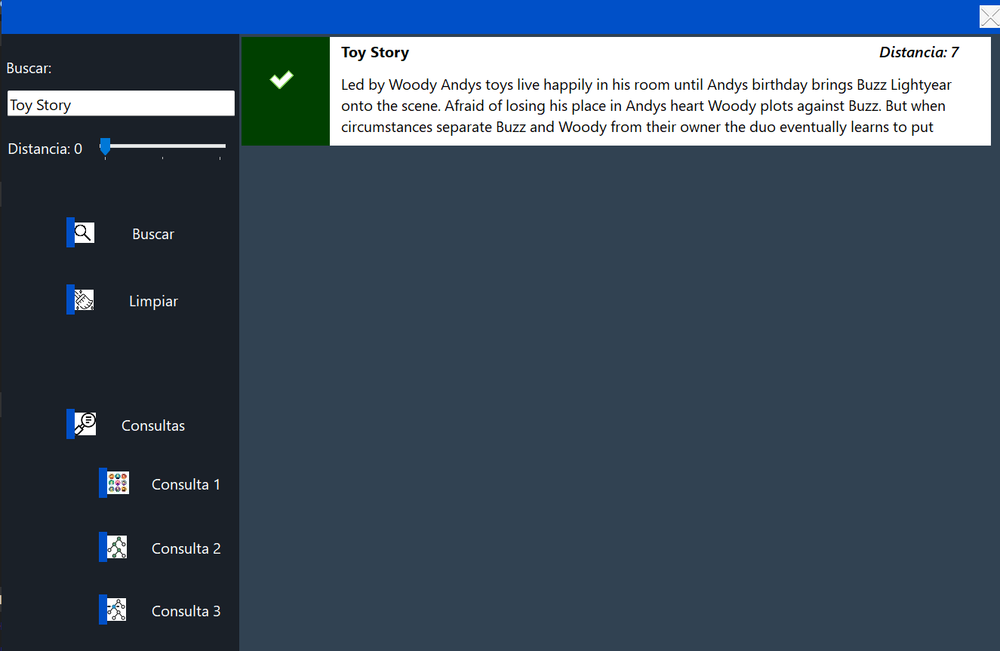 Buscar:
Toy Story
Distancia: 0
Buscar
Limpiar
Consultas
Consulta 1
Consulta 2
Consulta 3
Toy Story
Distancia: 7
Led by Woody Andys toys live happily in his room until Andys birthday brings Buzz Lightyear
onto the scene. Afraid of losing his place in Andys heart Woody plots against Buzz. But when
circumstances separate Buzz and Woody from their owner the duo eventually learns to put